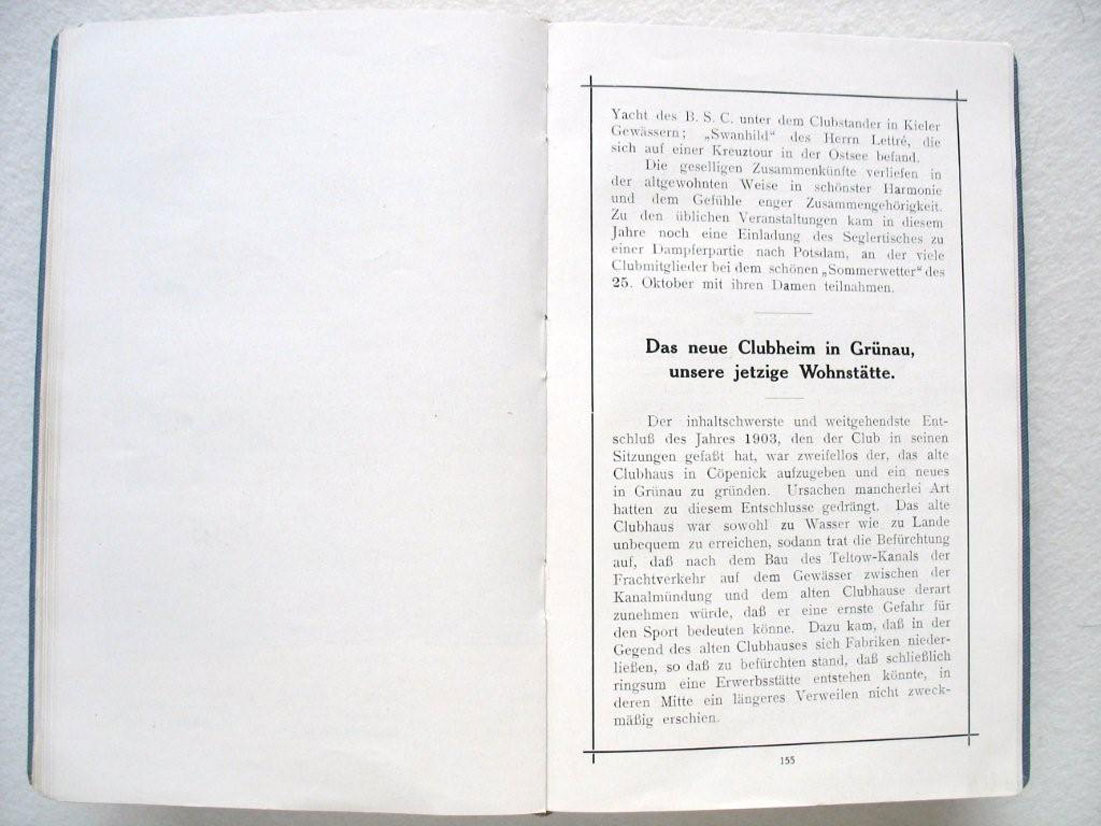 Yacht des B. S. C. unter dem Clubstander in Kieler
Gewässern; „Swanhild“ des Herrn Lettré, die
sich auf einer Kreuztour in der Ostsee befand.
Die geselligen Zusammenkünfte verliefen in
der altgewohnten Weise in schönster Harmonie
und dem Gefühle enger Zusammengehörigkeit.
Zu den üblichen Veranstaltungen kam in diesem
Jahre noch eine Einladung des Seglertisches zu
einer Dampferpartie nach Potsdam, an der viele
Clubmitglieder bei dem schönen „Sommerwetter“ des
25. Oktober mit ihren Damen teilnahmen.
Das neue Clubheim in Grünau,
unsere jetzige Wohnstätte.
Der inhaltschwerste und weitgehendste Ent-
schluß des Jahres 1903, den der Club in seinen
Sitzungen gefaßt hat, war zweifellos der, das alte
Clubhaus in Cöpenick aufzugeben und ein neues
in Grünau zu gründen. Ursachen mancherlei Art
hatten zu diesem Entschlusse gedrängt. Das alte
Clubhaus war sowohl zu Wasser wie zu Lande
unbequem zu erreichen, sodann trat die Befürchtung
auf, daß nach dem Bau des Teltow-Kanals der
Frachtverkehr auf dem Gewässer zwischen der
Kanalmündung und dem alten Clubhause derart
zunehmen würde, daß er eine ernste Gefahr für
den Sport bedeuten könne. Dazu kam, daß in der
Gegend des alten Clubhauses sich Fabriken nieder-
ließen, so daß zu befürchten stand, daß schließlich
ringsum eine Erwerbsstätte entstehen könnte, in
deren Mitte ein längeres Verweilen nicht zweck-
mäßig erschien.
155